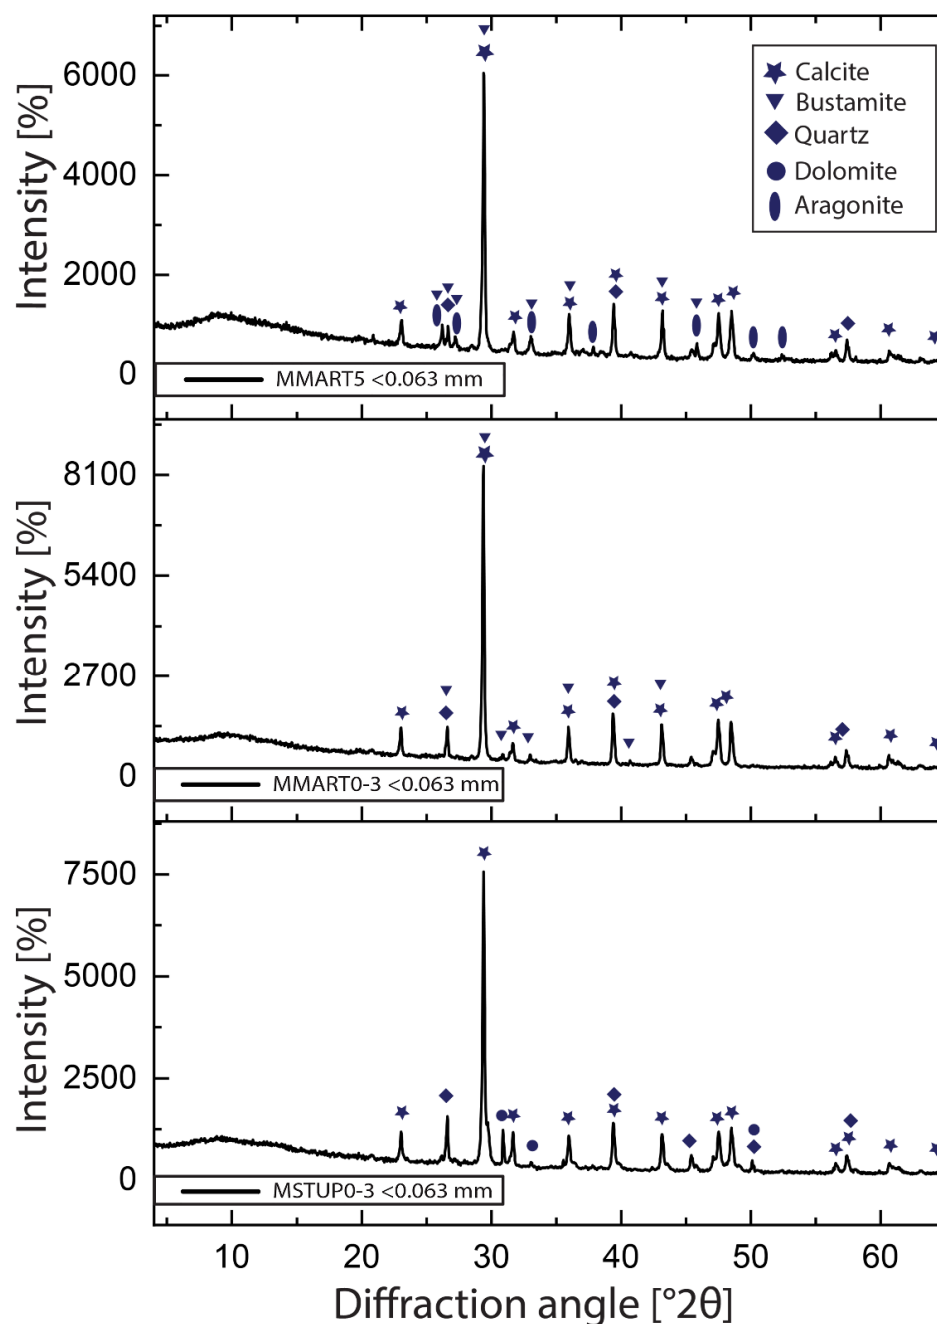 Intensity [%]
6000
4000
2000
0
Calcite
Bustamite
Quartz
Dolomite
Aragonite
MMART5 <0.063 mm
Intensity [%]
8100
5400
2700
0
MMART0-3 <0.063 mm
Intensity [%]
7500
5000
2500
0
MSTUP0-3 <0.063 mm
10 20 30 40 50 60
Diffraction angle [°2θ]